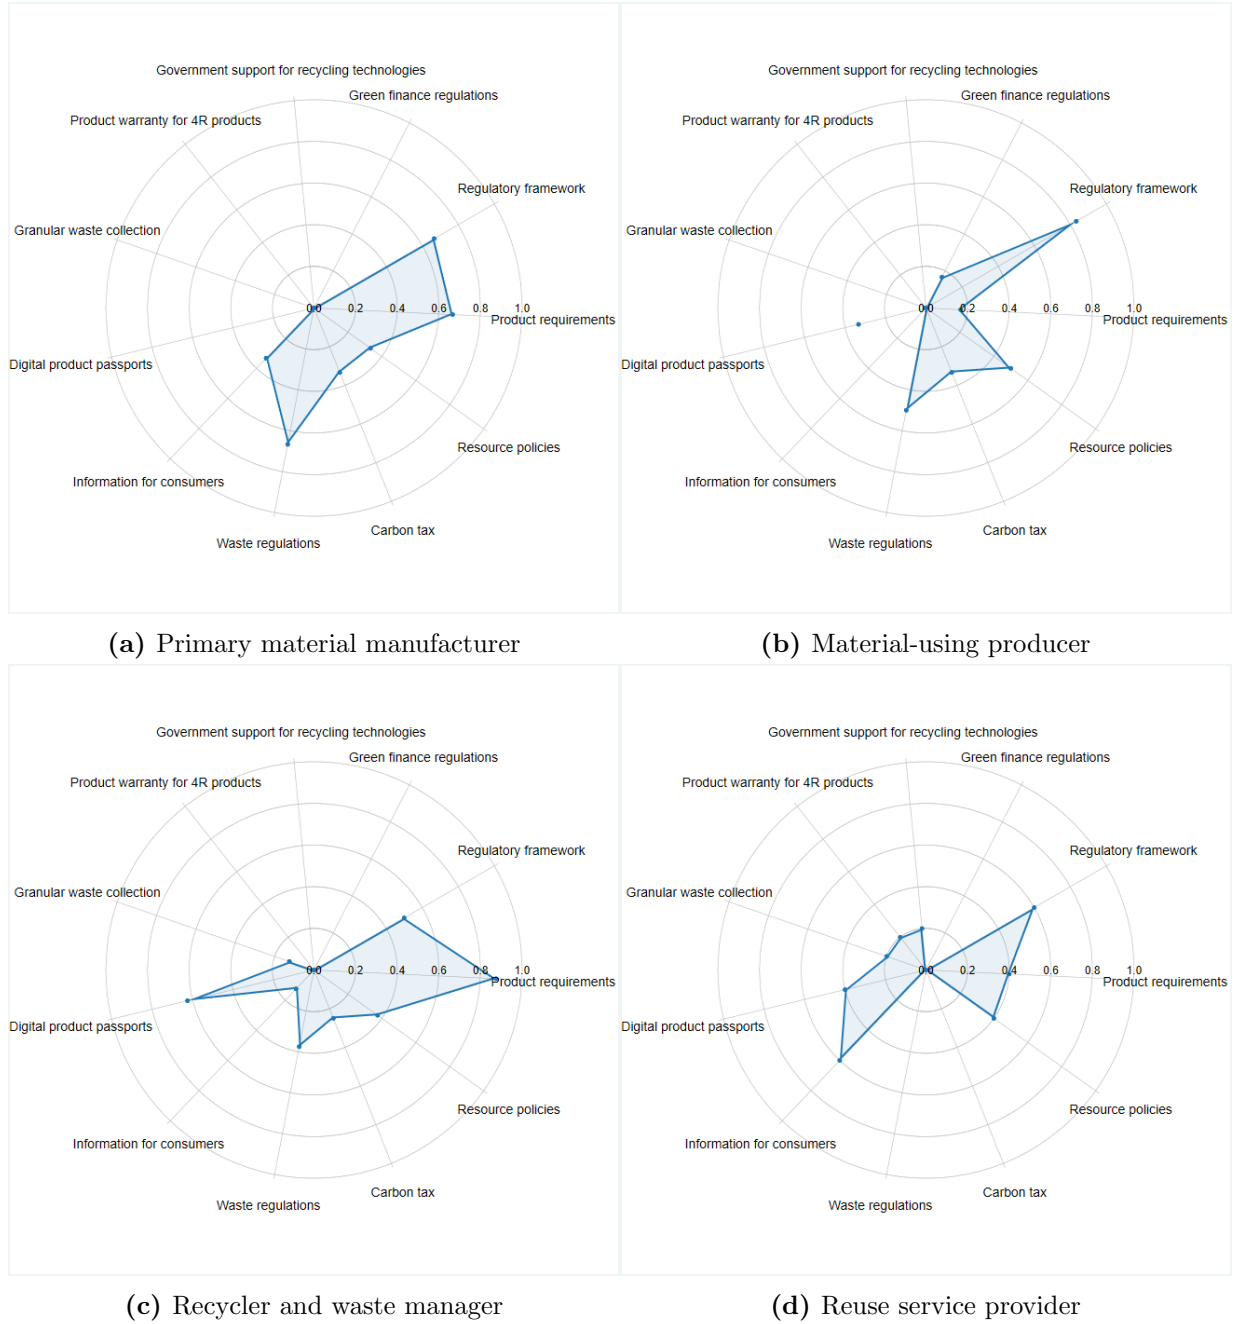 Government support for recycling technologies
Green finance regulations
Product warranty for 4R products
Regulatory framework
Granular waste collection
0.0 0.2 0.4 0.6 0.8 1.0
Product requirements
Digital product passports
Resource policies
Information for consumers
Carbon tax
Waste regulations
(a) Primary material manufacturer
Government support for recycling technologies
Green finance regulations
Product warranty for 4R products
Regulatory framework
Granular waste collection
0.0 0.2 0.4 0.6 0.8 1.0
Product requirements
Digital product passports
Resource policies
Information for consumers
Carbon tax
Waste regulations
(b) Material-using producer
Government support for recycling technologies
Green finance regulations
Product warranty for 4R products
Regulatory framework
Granular waste collection
0.0 0.2 0.4 0.6 0.8 1.0
Product requirements
Digital product passports
Resource policies
Information for consumers
Carbon tax
Waste regulations
(c) Recycler and waste manager
Government support for recycling technologies
Green finance regulations
Product warranty for 4R products
Regulatory framework
Granular waste collection
0.0 0.2 0.4 0.6 0.8 1.0
Product requirements
Digital product passports
Resource policies
Information for consumers
Carbon tax
Waste regulations
(d) Reuse service provider